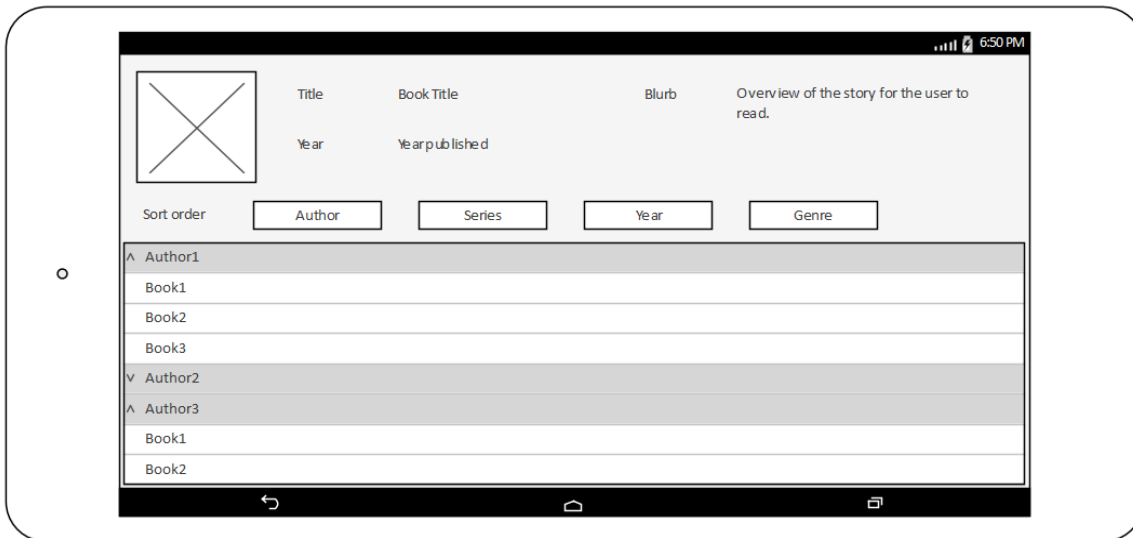 6:50 PM
Title Book Title Blurb Overview of the story for the user to
read.
Year Year published
Sort order Author Series Year Genre
^ Author1
Book1
Book2
Book3
v Author2
^ Author3
Book1
Book2